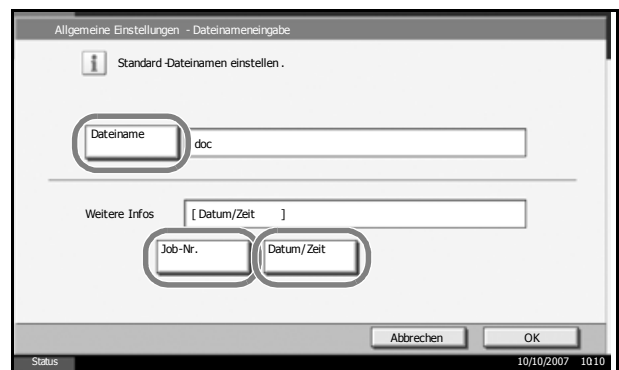 Allgemeine Einstellungen - Dateinameneingabe
Standard-Dateinamen einstellen.
Dateiname
doc
Weitere Infos [ Datum/Zeit ]
Job-Nr. Datum/Zeit
Abbrechen OK
Status 10/10/2007 10:10